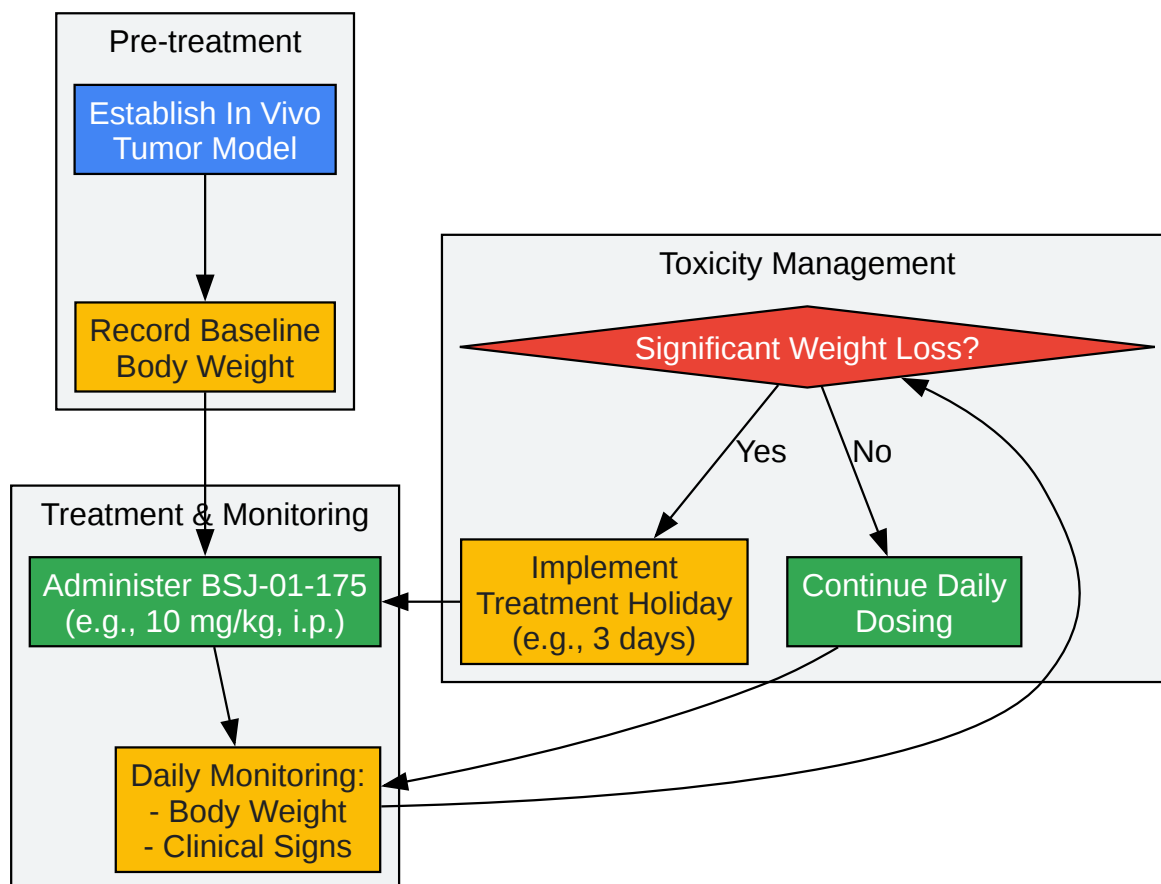 Pre-treatment
Establish In Vivo
Tumor Model
Record Baseline
Body Weight
Treatment & Monitoring
Administer BSJ-01-175
(e.g., 10 mg/kg, i.p.)
Daily Monitoring:
- Body Weight
- Clinical Signs
Toxicity Management
Significant Weight Loss?
Yes
No
Implement
Treatment Holiday
(e.g., 3 days)
Continue Daily
Dosing